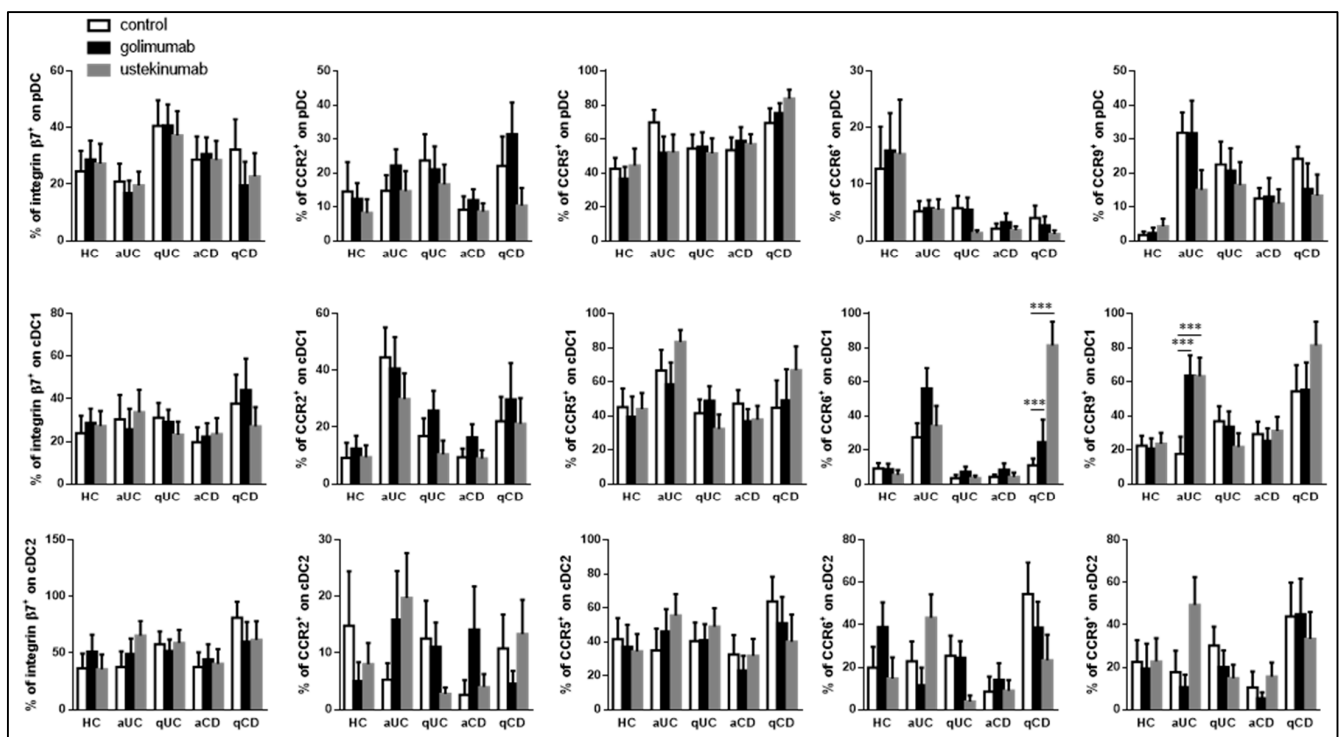 control
golimumab
ustekinumab
% of integrin β7⁺ on pDC
60
40
20
0
HC aUC qUC aCD qCD
% of CCR2⁺ on pDC
50
40
30
20
10
0
HC aUC qUC aCD qCD
% of CCR5⁺ on pDC
100
80
60
40
20
0
HC aUC qUC aCD qCD
% of CCR6⁺ on pDC
30
20
10
0
HC aUC qUC aCD qCD
% of CCR9⁺ on pDC
50
40
30
20
10
0
HC aUC qUC aCD qCD
% of integrin β7⁺ on cDC1
80
60
40
20
0
HC aUC qUC aCD qCD
% of CCR2⁺ on cDC1
60
40
20
0
HC aUC qUC aCD qCD
% of CCR5⁺ on cDC1
100
80
60
40
20
0
HC aUC qUC aCD qCD
% of CCR6⁺ on cDC1
100
80
60
40
20
0
***
***
HC aUC qUC aCD qCD
% of CCR9⁺ on cDC1
100
80
60
40
20
0
***
***
HC aUC qUC aCD qCD
% of integrin β7⁺ on cDC2
150
100
50
0
HC aUC qUC aCD qCD
% of CCR2⁺ on cDC2
30
20
10
0
HC aUC qUC aCD qCD
% of CCR5⁺ on cDC2
100
80
60
40
20
0
HC aUC qUC aCD qCD
% of CCR6⁺ on cDC2
80
60
40
20
0
HC aUC qUC aCD qCD
% of CCR9⁺ on cDC2
80
60
40
20
0
HC aUC qUC aCD qCD